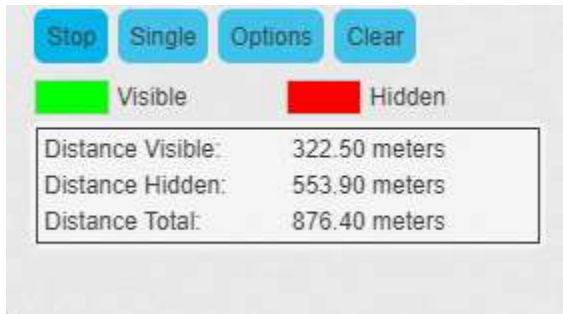 Stop Single Options Clear
Visible Hidden
Distance Visible: 322.50 meters
Distance Hidden: 553.90 meters
Distance Total: 876.40 meters